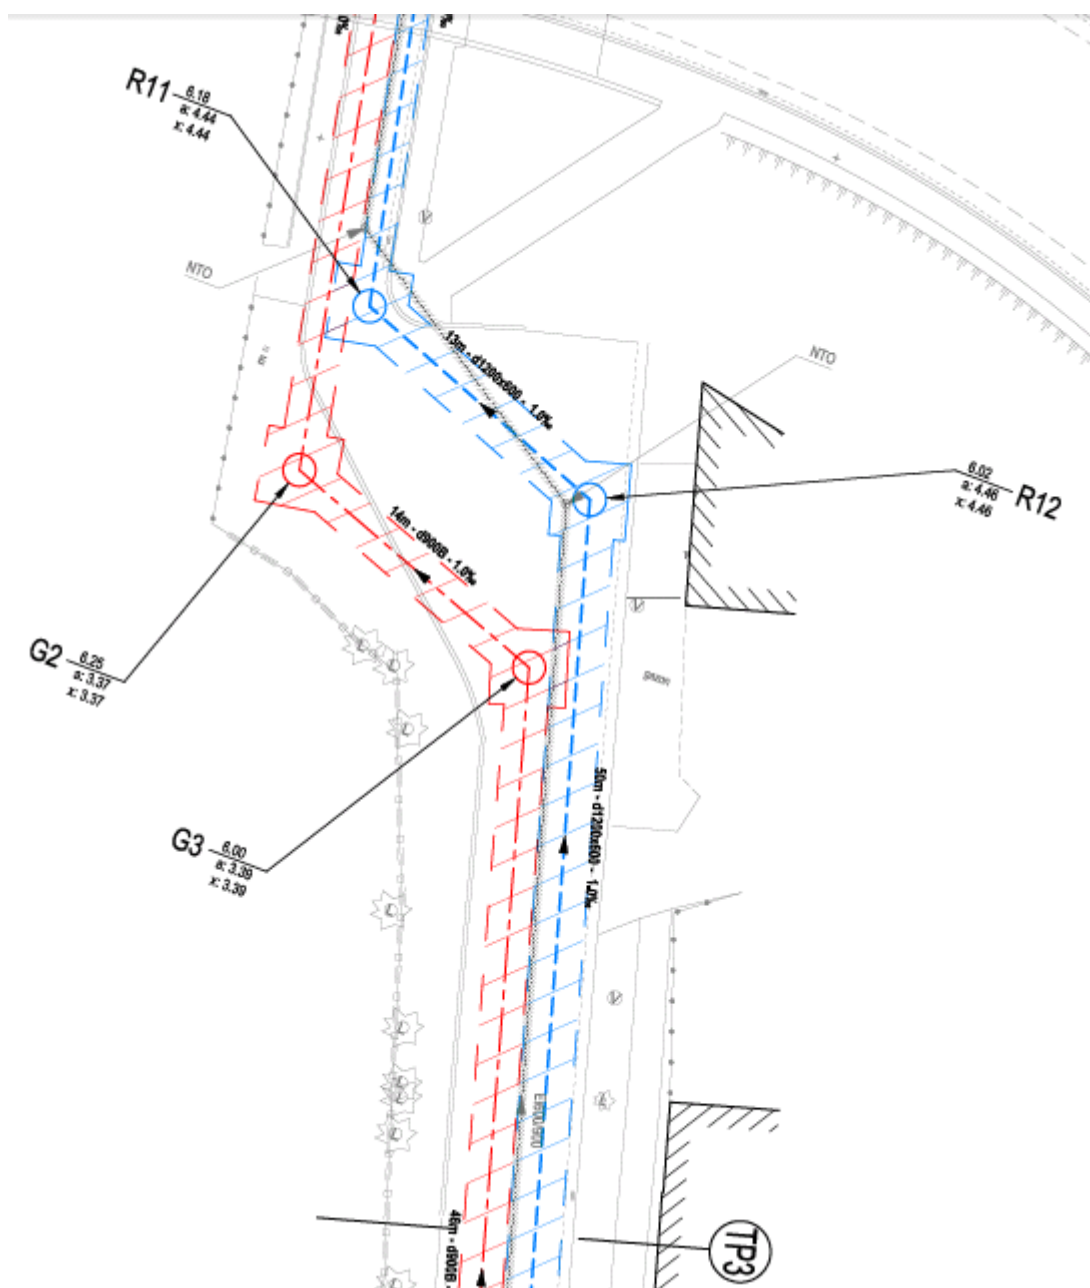 R11
6.18
a: 4.44
x: 4.44
NTO
13m - d1200x600 - 1.0‰
NTO
6.02
a: 4.46
x: 4.46
R12
14m - d900B - 1.0‰
G2
6.25
a: 3.37
x: 3.37
G3
6.00
a: 3.39
x: 3.39
50m - d1200x600 - 1.0‰
EI600/900
46m - d900B
TP3